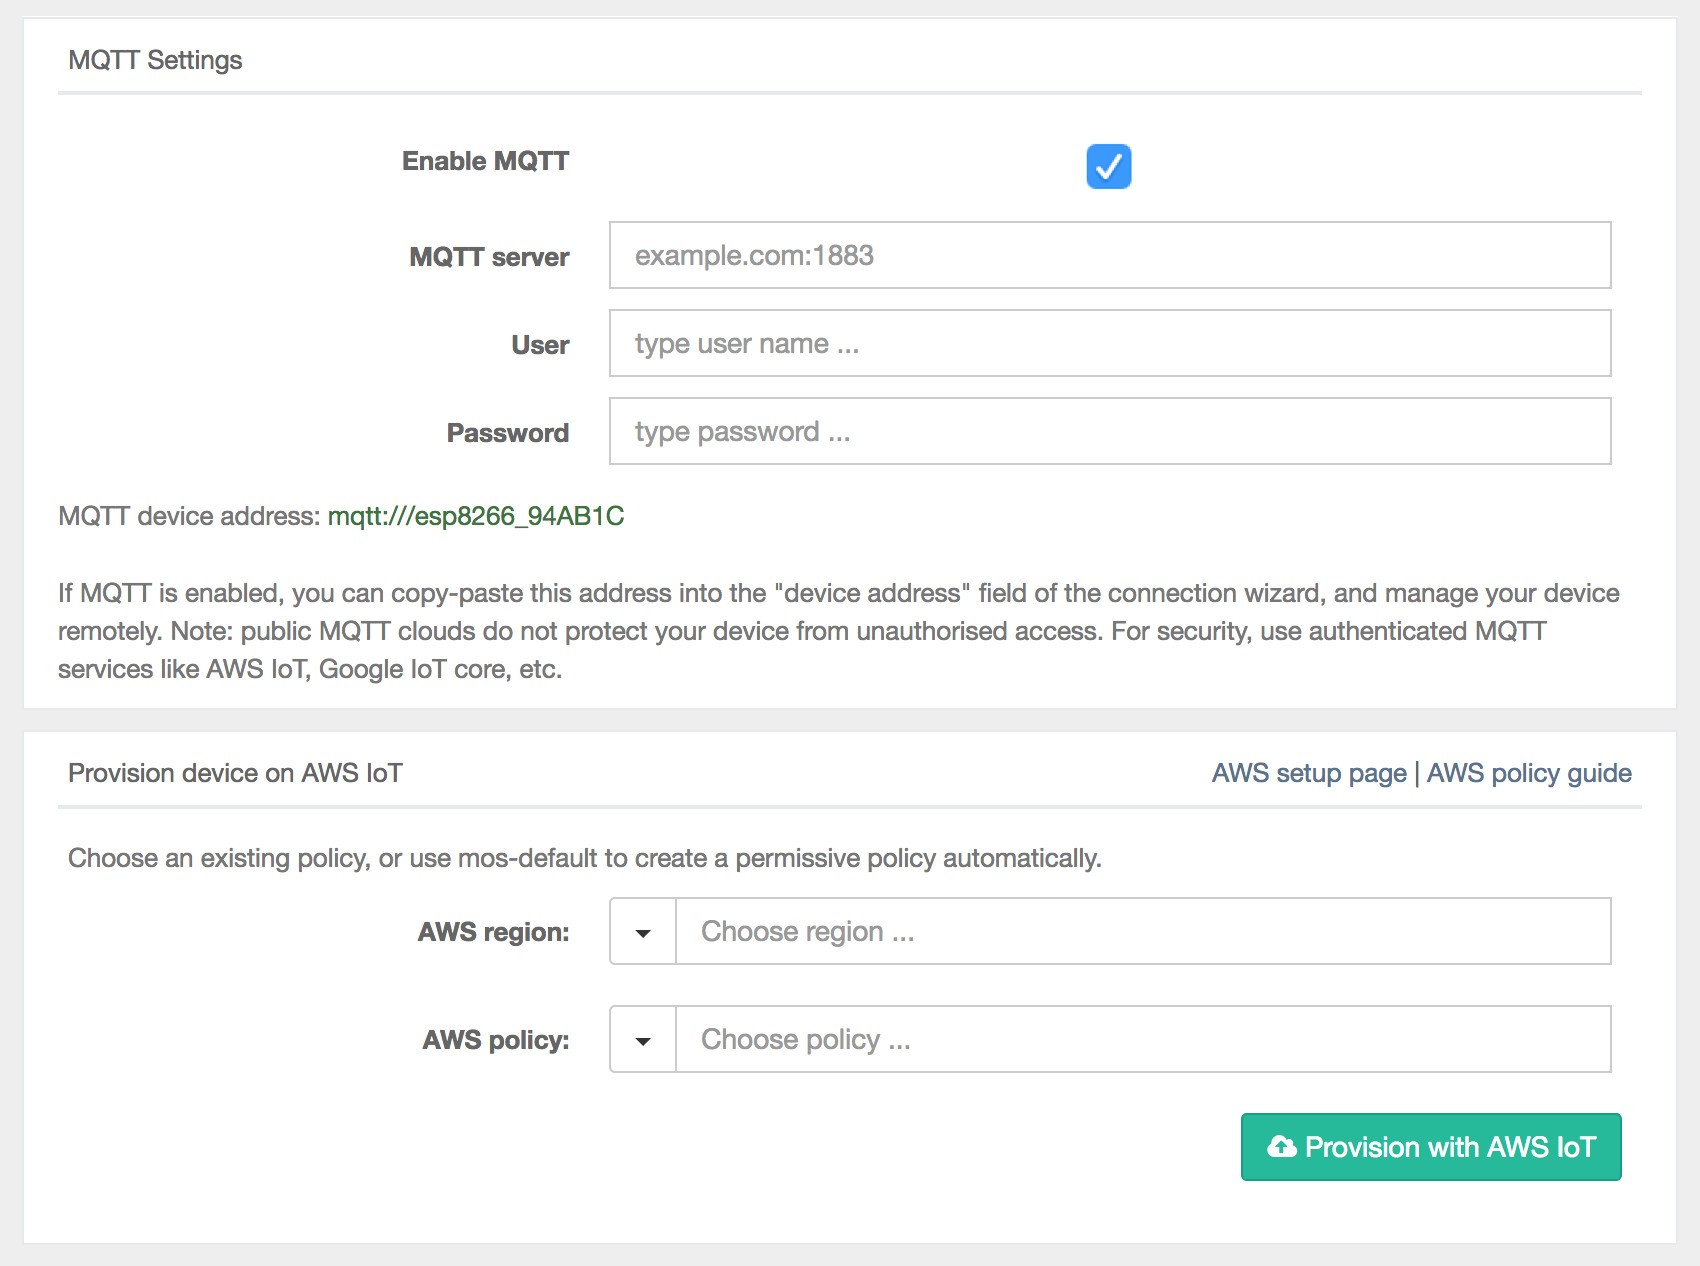 MQTT Settings
Enable MQTT
MQTT server
example.com:1883
User
type user name ...
Password
type password ...
MQTT device address: mqtt:///esp8266_94AB1C
If MQTT is enabled, you can copy-paste this address into the "device address" field of the connection wizard, and manage your device
remotely. Note: public MQTT clouds do not protect your device from unauthorised access. For security, use authenticated MQTT
services like AWS IoT, Google IoT core, etc.
Provision device on AWS IoT
AWS setup page | AWS policy guide
Choose an existing policy, or use mos-default to create a permissive policy automatically.
AWS region:
Choose region ...
AWS policy:
Choose policy ...
Provision with AWS IoT